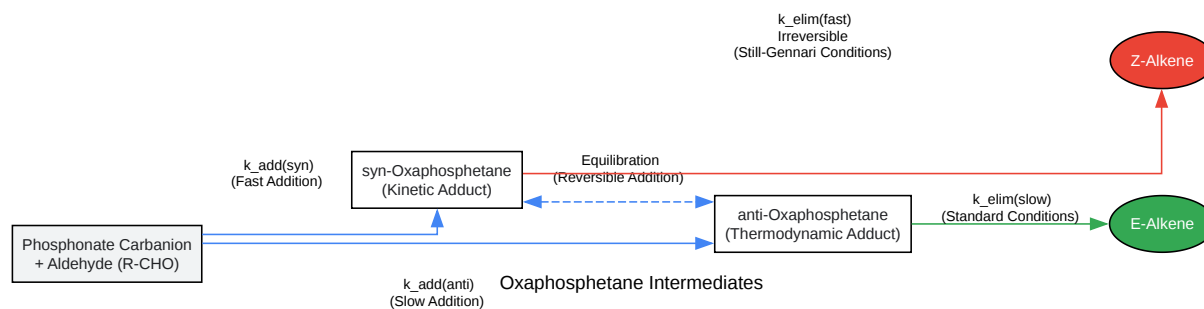 k_elim(fast)
Irreversible
(Still-Gennari Conditions)
Z-Alkene
k_add(syn)
(Fast Addition)
syn-Oxaphosphetane
(Kinetic Adduct)
Equilibration
(Reversible Addition)
anti-Oxaphosphetane
(Thermodynamic Adduct)
k_elim(slow)
(Standard Conditions)
E-Alkene
Phosphonate Carbanion
+ Aldehyde (R-CHO)
k_add(anti)
(Slow Addition)
Oxaphosphetane Intermediates